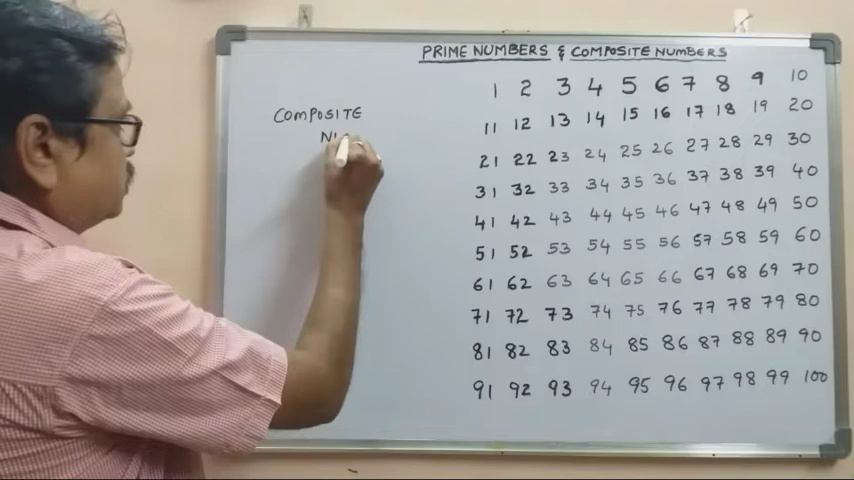 PRIME NUMBERS & COMPOSITE NUMBERS
COMPOSITE
1 2 3 4 5 6 7 8 9 10
11 12 13 14 15 16 17 18 19 20
21 22 23 24 25 26 27 28 29 30
31 32 33 34 35 36 37 38 39 40
41 42 43 44 45 46 47 48 49 50
51 52 53 54 55 56 57 58 59 60
61 62 63 64 65 66 67 68 69 70
71 72 73 74 75 76 77 78 79 80
81 82 83 84 85 86 87 88 89 90
91 92 93 94 95 96 97 98 99 100